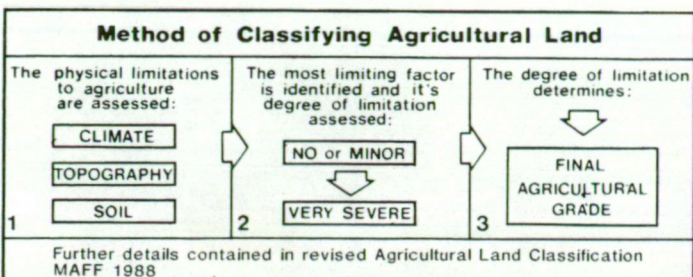 Method of Classifying Agricultural Land
The physical limitations
to agriculture
are assessed:
CLIMATE
TOPOGRAPHY
SOIL
1
The most limiting factor
is identified and it's
degree of limitation
assessed:
NO or MINOR
VERY SEVERE
2
The degree of limitation
determines:
FINAL
AGRICULTURAL
GRADE
3
Further details contained in revised Agricultural Land Classification
MAFF 1988